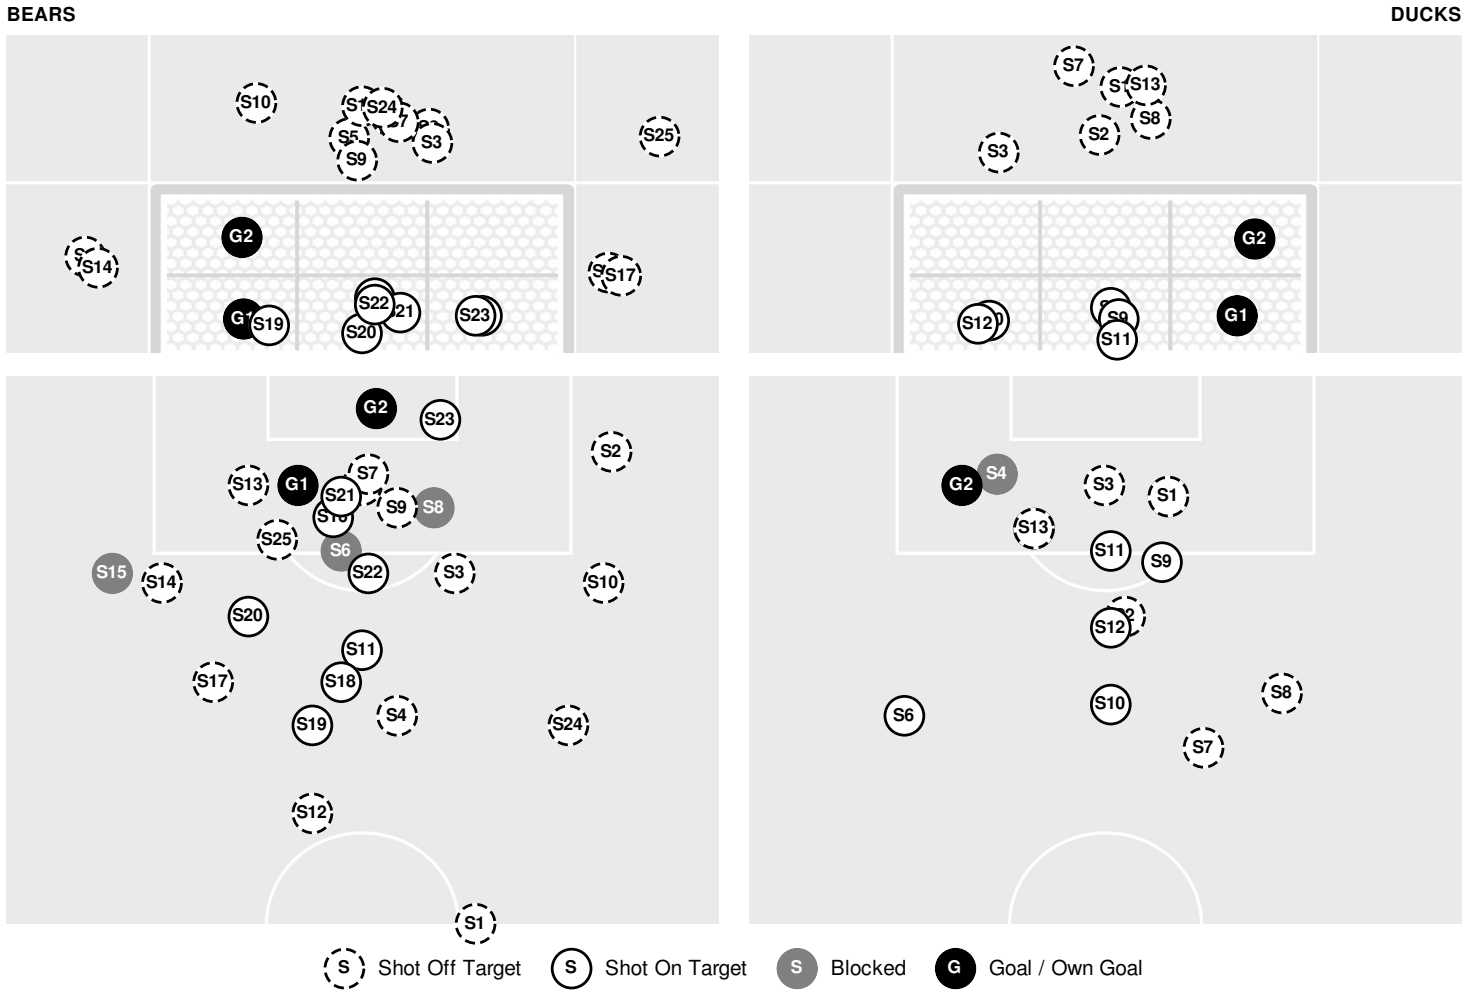 BEARS DUCKS
S7
S10 S24 S13
S5 S3 S25 S2 S8
S9 S3
G2 G2
S14 S17
S22 S23 G1
S19 S20 S12 S9
S11
G2 S23
S2
S13 G1 S7 G2 S4 S3
S21 S9 S8 S1
S25 S13
S6 S11
S15 S14 S22 S3 S10 S9
S20 S12
S11
S17 S18 S8
S19 S4 S24 S6 S10
S7
S12
S1
S Shot Off Target S Shot On Target S Blocked G Goal / Own Goal